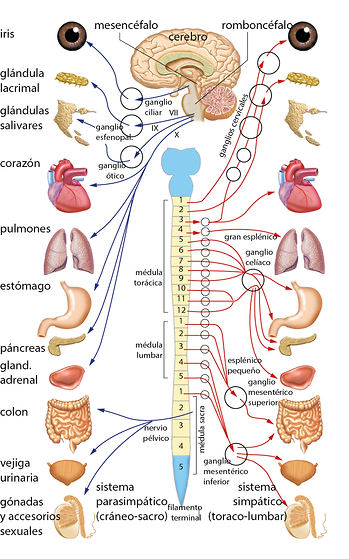 mesencéfalo
romboncéfalo
iris
cerebro
glándula
lacrimal
glándulas
salivares
ganglio
ciliar
VII
IX
X
ganglio
esfenopal.
ganglio
ótico
ganglios cervicales
corazón
pulmones
estómago
páncreas
gland.
adrenal
colon
vejiga
urinaria
gónadas
y accesorios
sexuales
1
2
3
4
5
6
7
8
9
10
11
12
médula
torácica
gran esplénico
ganglio
celíaco
1
2
3
4
5
médula
lumbar
esplénico
pequeño
ganglio
mesentérico
superior
1
2
3
4
5
médula sacra
nervio
pélvico
ganglio
mesentérico
inferior
filamento
terminal
sistema
parasimpático
(cráneo-sacro)
sistema
simpático
(toraco-lumbar)